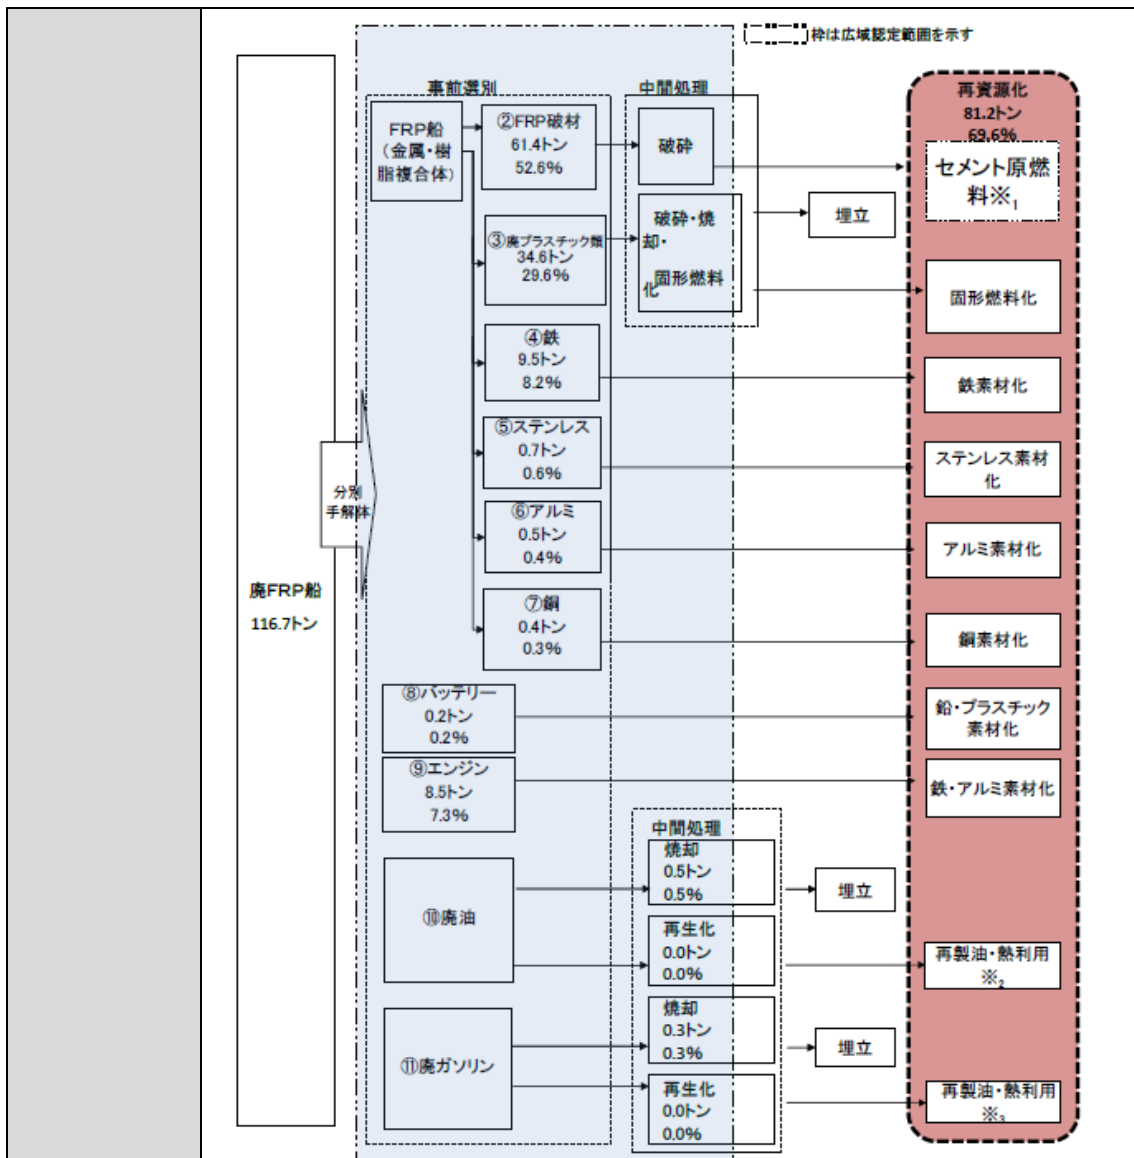 枠は広域認定範囲を示す
廃FRP船
116.7トン
分別
手解体
事前選別
FRP船
(金属・樹
脂複合体)
②FRP破材
61.4トン
52.6%
③廃プラスチック類
34.6トン
29.6%
④鉄
9.5トン
8.2%
⑤ステンレス
0.7トン
0.6%
⑥アルミ
0.5トン
0.4%
⑦銅
0.4トン
0.3%
⑧バッテリー
0.2トン
0.2%
⑨エンジン
8.5トン
7.3%
⑩廃油
⑪廃ガソリン
中間処理
破砕
破砕・焼
却・
固形燃料
化
埋立
中間処理
焼却
0.5トン
0.5%
再生化
0.0トン
0.0%
焼却
0.3トン
0.3%
再生化
0.0トン
0.0%
埋立
埋立
再資源化
81.2トン
69.6%
セメント原燃
料※1
固形燃料化
鉄素材化
ステンレス素材
化
アルミ素材化
銅素材化
鉛・プラスチック
素材化
鉄・アルミ素材化
再製油・熱利用
※2
再製油・熱利用
※3